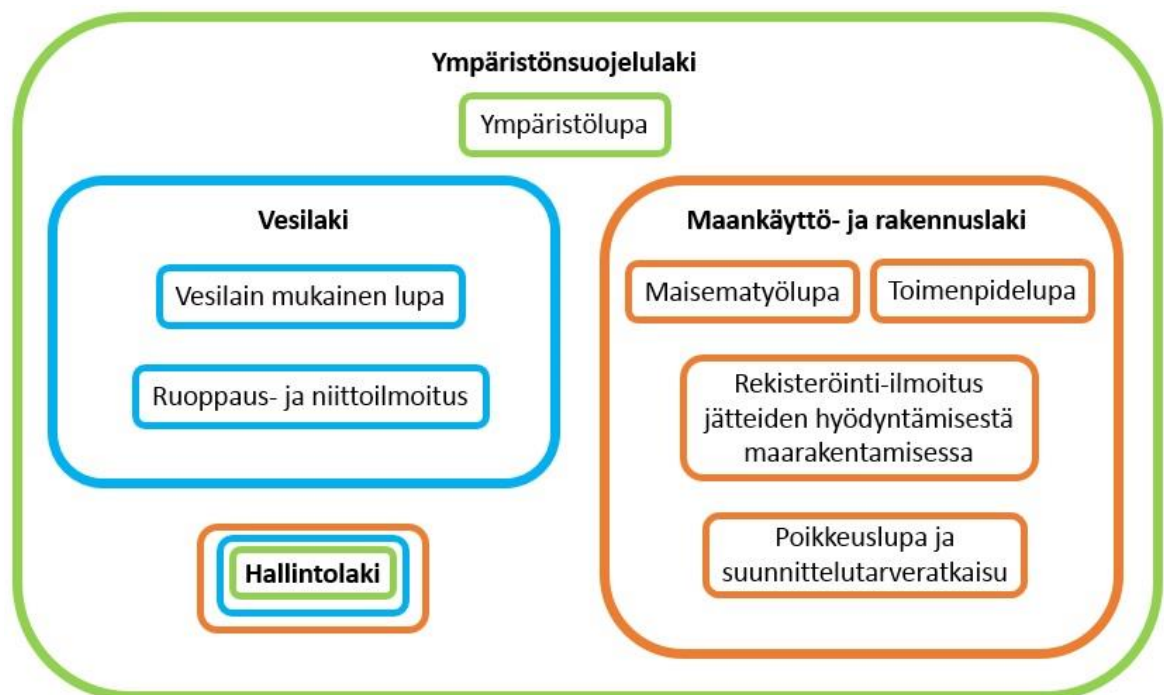 Ympäristönsuojelulaki
Ympäristölupa
Vesilaki
Vesilain mukainen lupa
Ruoppaus- ja niittoilmoitus
Maankäyttö- ja rakennuslaki
Maisematyölupa
Toimenpidelupa
Rekisteröinti-ilmoitus
jätteiden hyödyntämisestä
maarakentamisessa
Poikkeuslupa ja
suunnittelutarveratkaisu
Hallintolaki